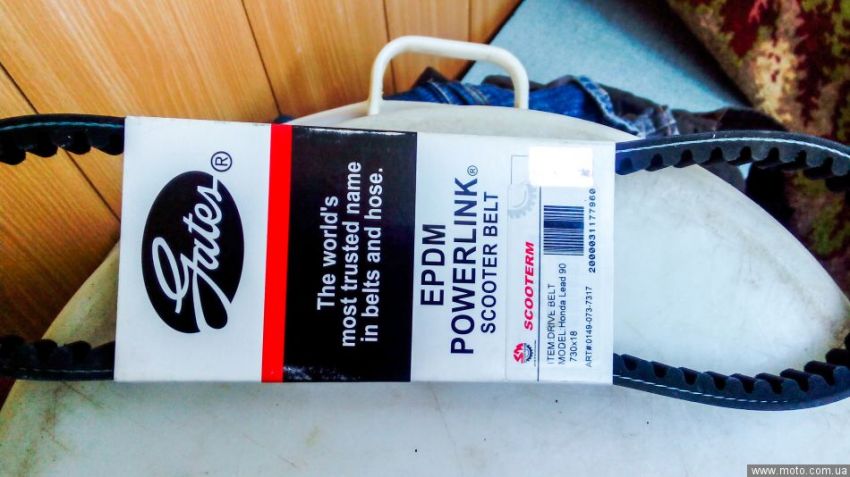 Gates®
The world's
most trusted name
in belts and hose.
EPDM
POWERLINK®
SCOOTER BELT
SCOOTERM
2000031177960
ITEM:DRIVE BELT
MODEL:Honda Lead 90
730x18
ART#:0149-073-7317
www.moto.com.ua